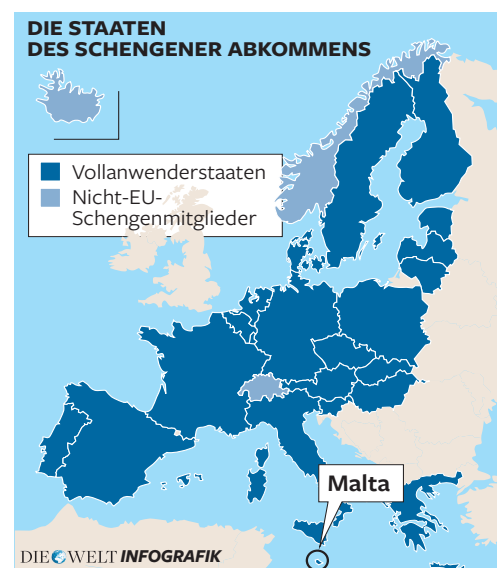 DIE STAATEN
DES SCHENGENER ABKOMMENS
Vollanwenderstaaten
Nicht-EU-
Schengenmitglieder
Malta
DIE WELT INFOGRAFIK